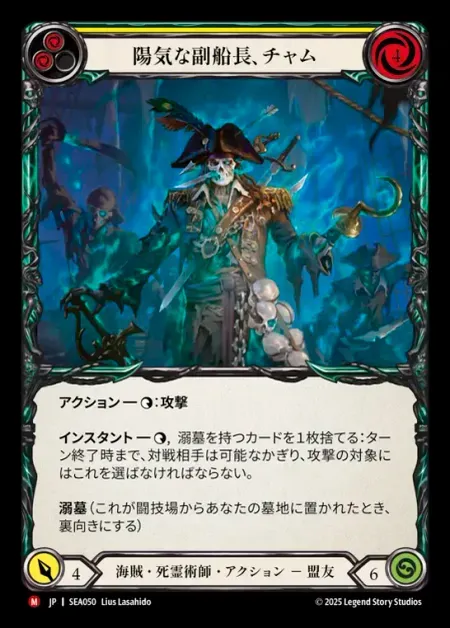 陽気な副船長、チャム
4
アクション ー : 攻撃
インスタント ー , 溺墓を持つカードを1枚捨てる:ター
ン終了時まで、対戦相手は可能なかぎり、攻撃の対象に
はこれを選ばなければならない。
溺墓(これが闘技場からあなたの墓地に置かれたとき、
裏向きにする)
4
海賊・死霊術師・アクション ー 盟友
6
M JP | SEA050 Lius Lasahido
© 2025 Legend Story Studios